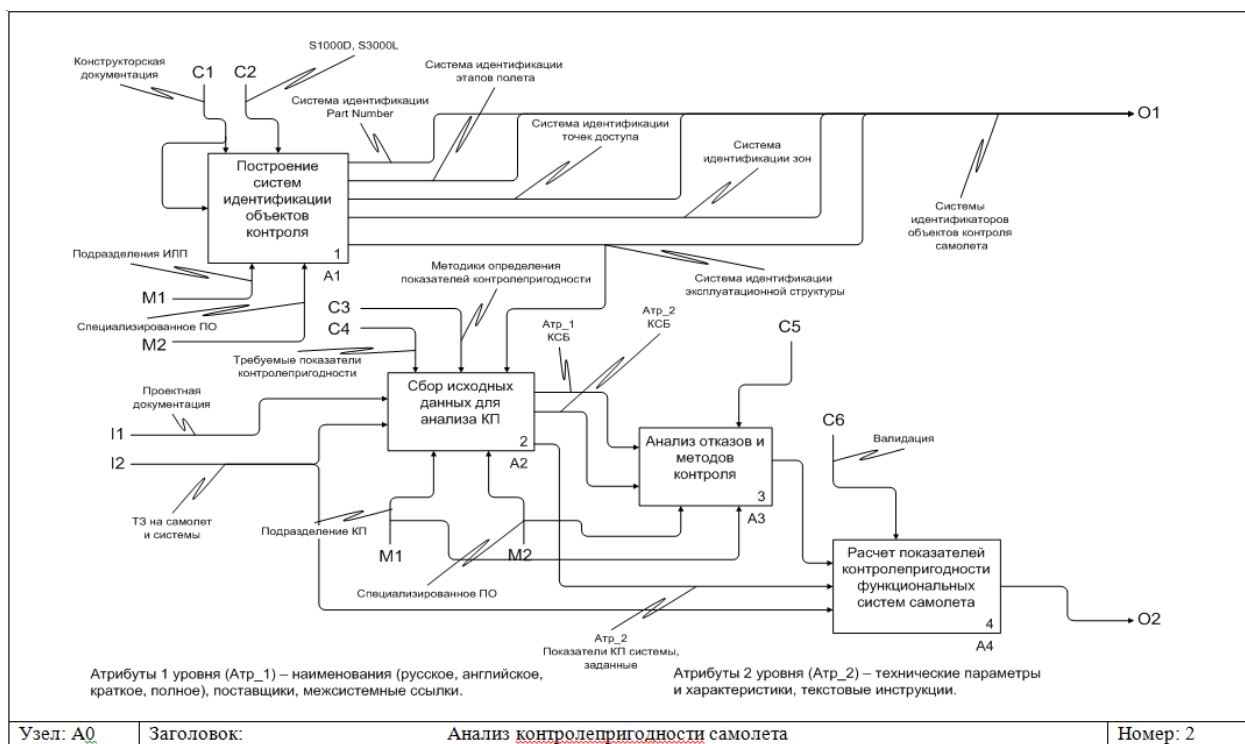 S1000D, S3000L
Конструкторская
документация
C1
C2
Система идентификации
этапов полета
Система идентификации
Part Number
Система идентификации
точек доступа
Система
идентификации зон
O1
Построение
систем
идентификации
объектов
контроля
1
A1
Системы
идентификаторов
объектов контроля
самолета
Подразделения ИЛП
M1
Специализированное ПО
M2
Методики определения
показателей контролепригодности
Система идентификации
эксплуатационной структуры
C3
C4
Требуемые показатели
контролепригодности
Атр_1
КСБ
Атр_2
КСБ
C5
Проектная
документация
I1
I2
ТЗ на самолет
и системы
Сбор исходных
данных для
анализа КП
2
A2
C6
Валидация
Анализ отказов и
методов
контроля
3
A3
Подразделение КП
M1
M2
Специализированное ПО
Расчет показателей
контролепригодности
функциональных
систем самолета
4
A4
O2
Атр_2
Показатели КП системы,
заданные
Атрибуты 1 уровня (Атр_1) – наименования (русское, английское,
краткое, полное), поставщики, межсистемные ссылки.
Атрибуты 2 уровня (Атр_2) – технические параметры
и характеристики, текстовые инструкции.
Узел: А0 Заголовок: Анализ контролепригодности самолета Номер: 2